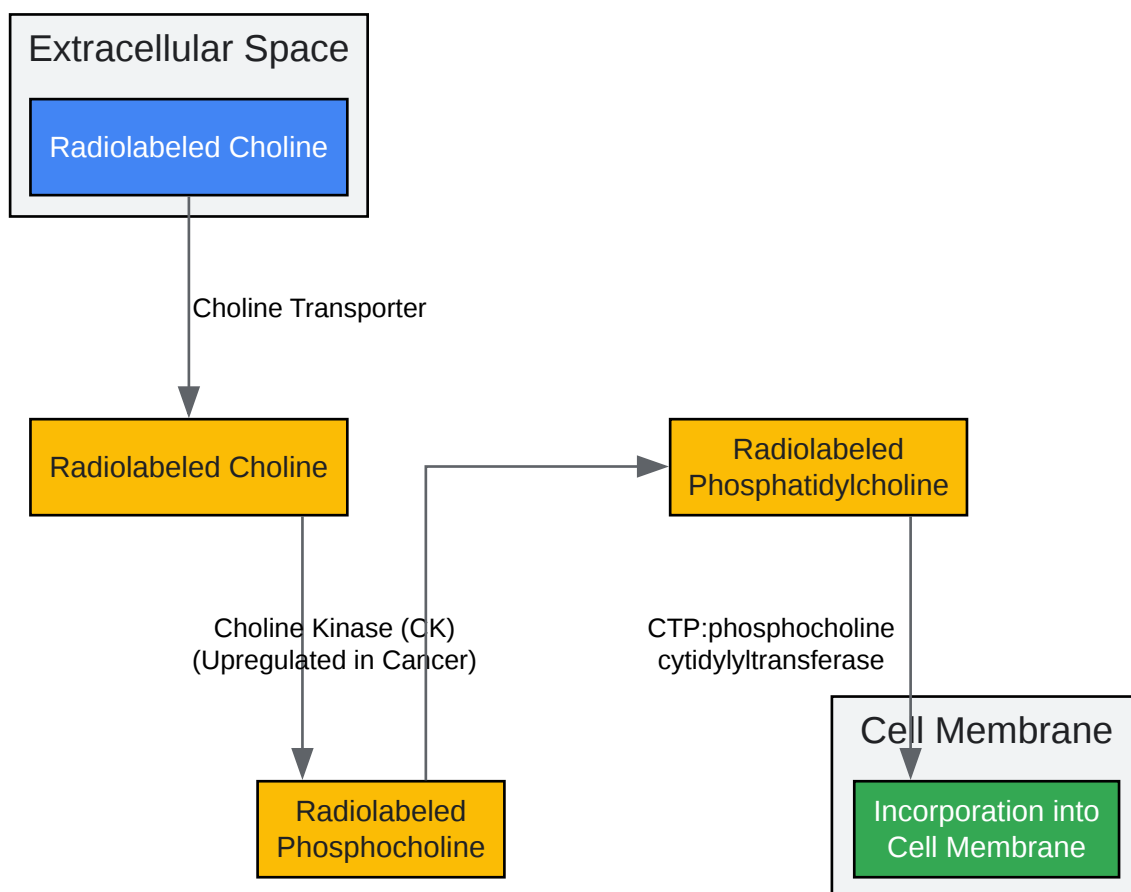 Extracellular Space
Radiolabeled Choline
Choline Transporter
Radiolabeled Choline
Radiolabeled
Phosphatidylcholine
Choline Kinase (CK)
(Upregulated in Cancer)
CTP:phosphocholine
cytidylyltransferase
Cell Membrane
Radiolabeled
Phosphocholine
Incorporation into
Cell Membrane